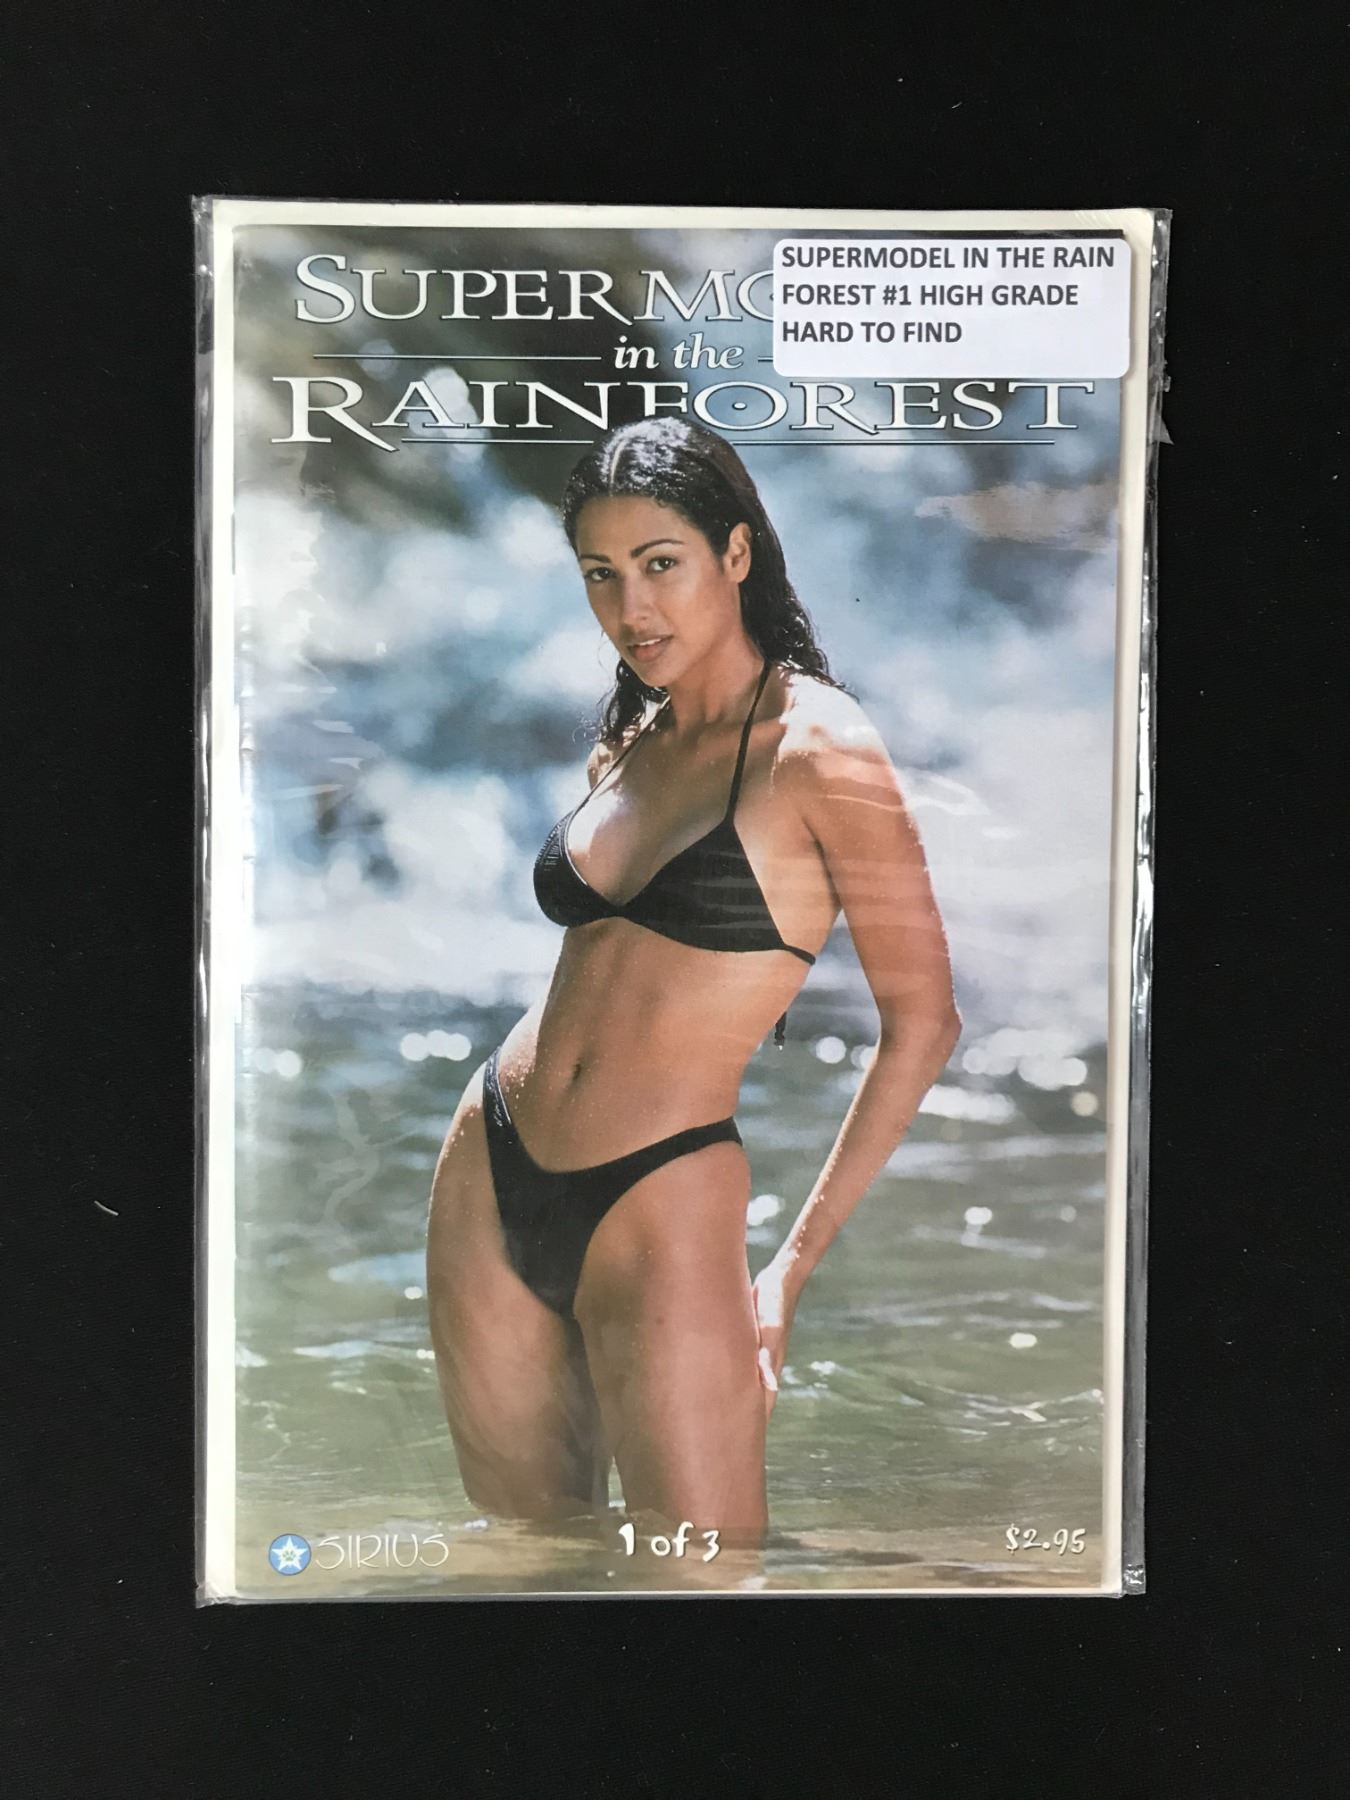 SUPERMODEL IN THE RAIN
FOREST #1 HIGH GRADE
HARD TO FIND
SUPERMO
in the
RAINFOREST
SIRIUS
1 of 3
$2.95